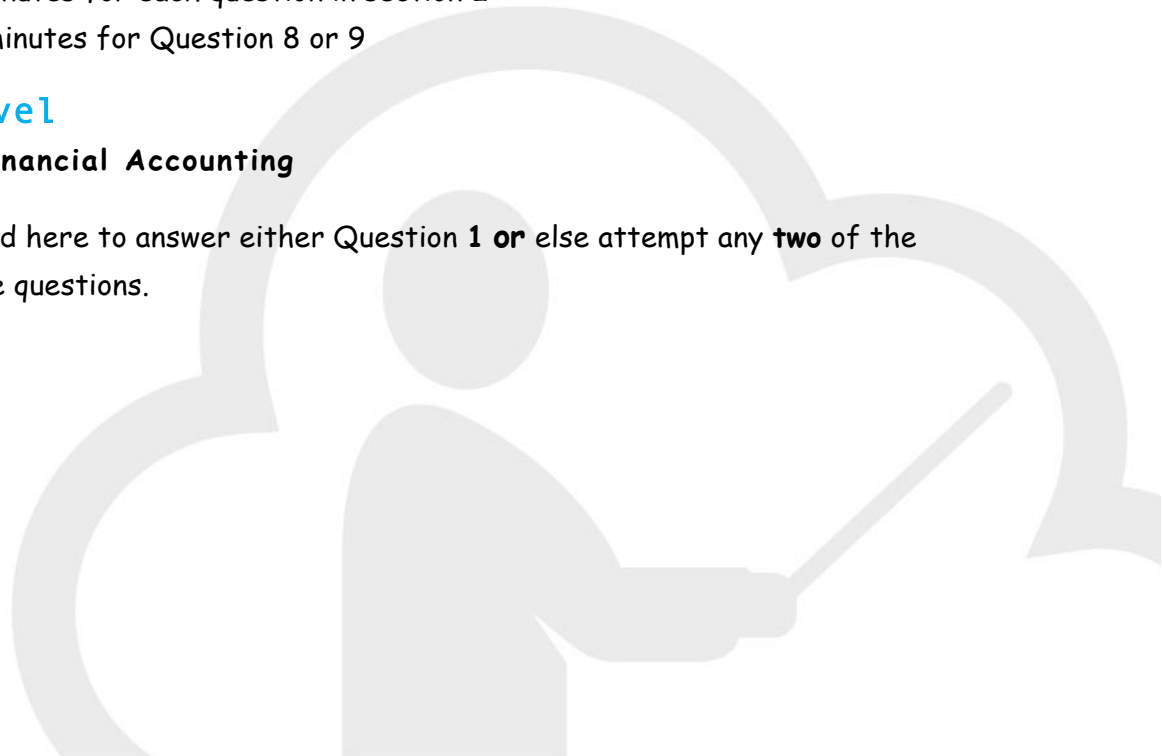 minutes for Question 8 or 9
vel
nancial Accounting
d here to answer either Question 1 or else attempt any two of the
e questions.